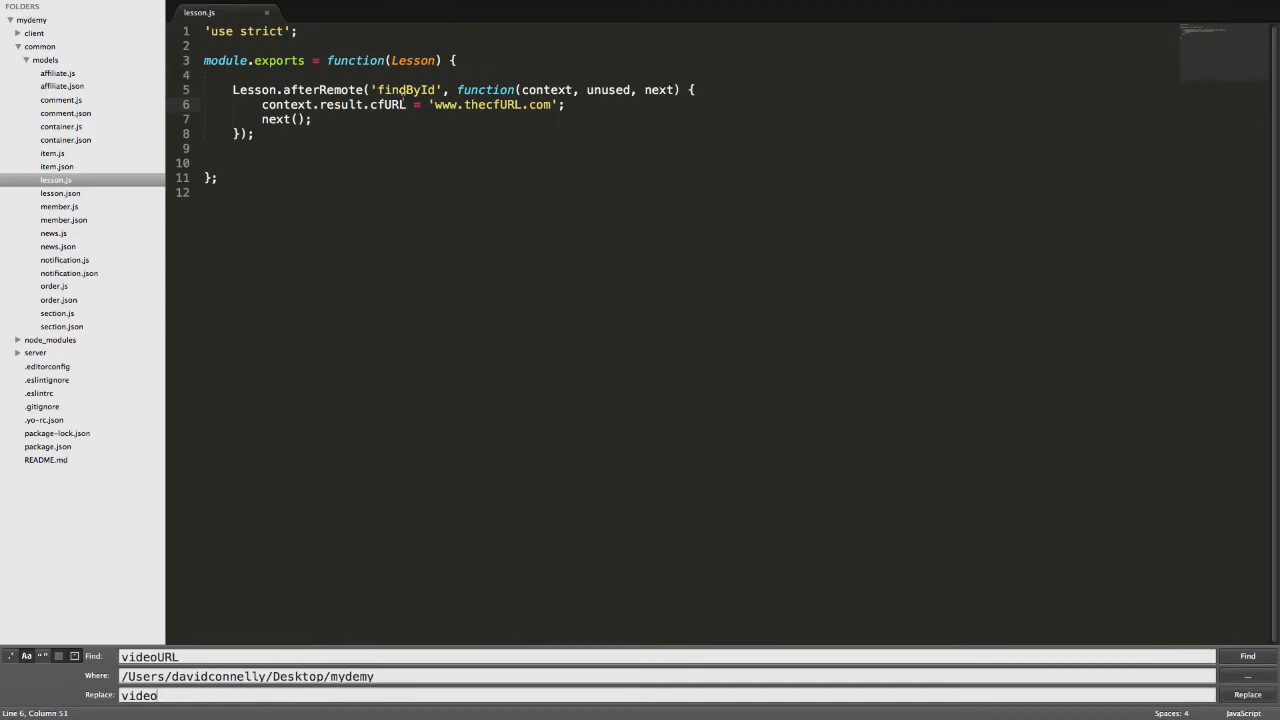 FOLDERS
mydemy
client
common
models
affiliate.js
affiliate.json
comment.js
comment.json
container.js
container.json
item.js
item.json
lesson.js
lesson.json
member.js
member.json
news.js
news.json
notification.js
notification.json
order.js
order.json
section.js
section.json
node_modules
server
.editorconfig
.eslintignore
.eslintrc
.gitignore
.yo-rc.json
package-lock.json
package.json
README.md
lesson.js ×
1 'use strict';
2
3 module.exports = function(Lesson) {
4
5 Lesson.afterRemote('findById', function(context, unused, next) {
6 context.result.cfURL = 'www.thecfURL.com';
7 next();
8 });
9
10
11 };
12
.* Aa “” Find: videoURL Find
Where: /Users/davidconnelly/Desktop/mydemy ...
Replace: video Replace
Line 6, Column 51 Spaces: 4 JavaScript